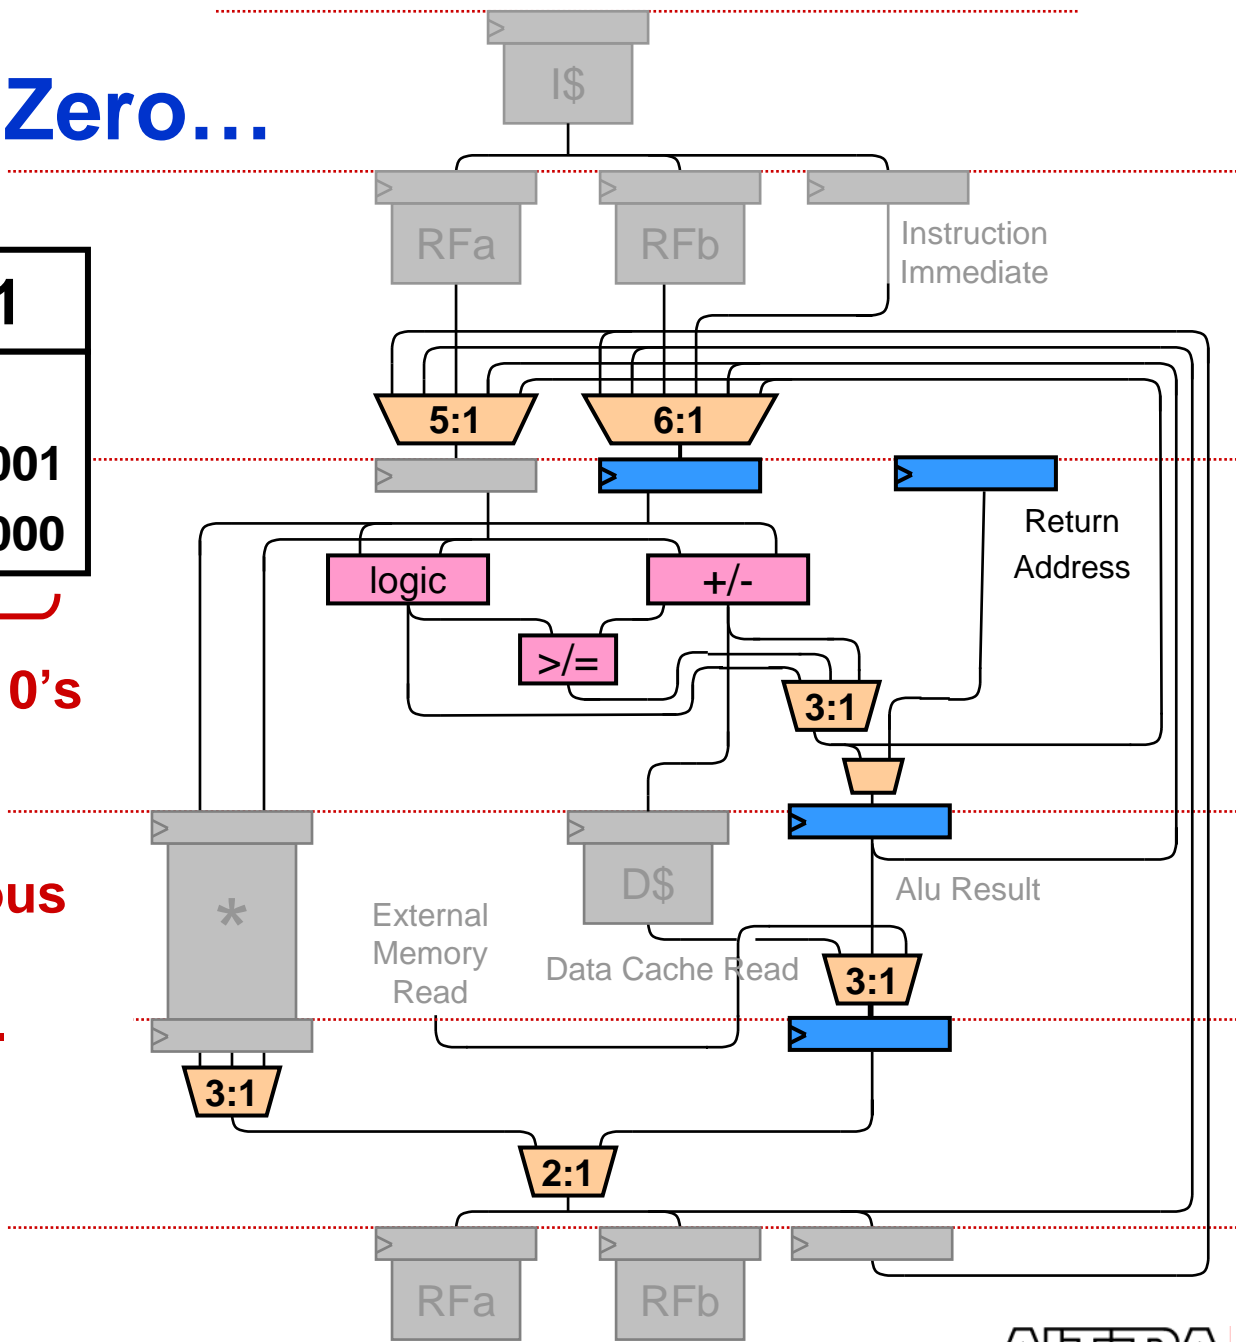 I$
Zero...
RFa
RFb
Instruction
Immediate
1
5:1
6:1
001
000
Return
Address
logic
+/-
>/=
0's
3:1
*
D$
Alu Result
ous
External
Memory
Read
Data Cache Read
3:1
3:1
2:1
RFa
RFb